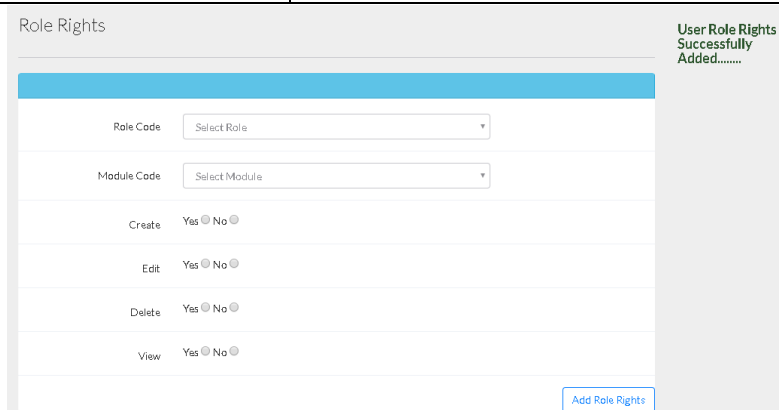 Role Rights
User Role Rights
Successfully
Added........
Role Code
Select Role
Module Code
Select Module
Create
Yes No
Edit
Yes No
Delete
Yes No
View
Yes No
Add Role Rights